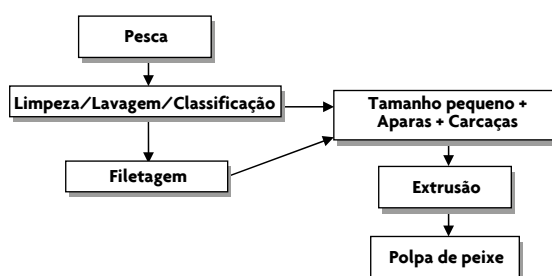 Pesca
Limpeza/Lavagem/Classificação
Tamanho pequeno +
Aparas + Carcaças
Filetagem
Extrusão
Polpa de peixe